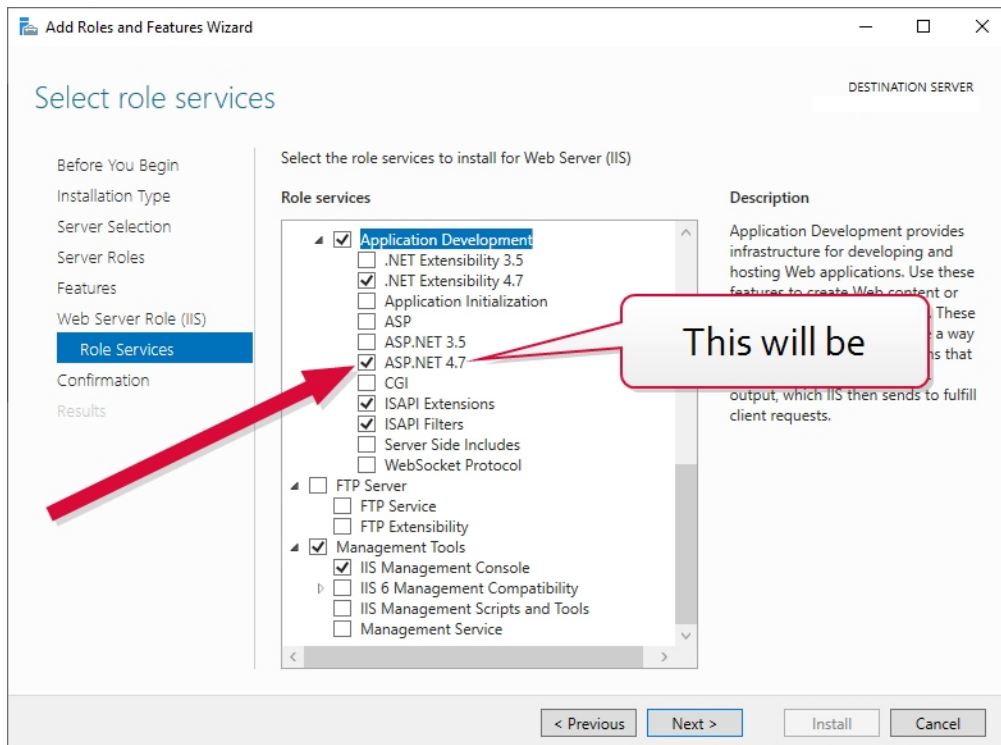 Add Roles and Features Wizard
Select role services
DESTINATION SERVER
Before You Begin
Installation Type
Server Selection
Server Roles
Features
Web Server Role (IIS)
Role Services
Confirmation
Results
Select the role services to install for Web Server (IIS)
Role services
Application Development
.NET Extensibility 3.5
.NET Extensibility 4.7
Application Initialization
ASP
ASP.NET 3.5
ASP.NET 4.7
CGI
ISAPI Extensions
ISAPI Filters
Server Side Includes
WebSocket Protocol
FTP Server
FTP Service
FTP Extensibility
Management Tools
IIS Management Console
IIS 6 Management Compatibility
IIS Management Scripts and Tools
Management Service
This will be
Description
Application Development provides
infrastructure for developing and
hosting Web applications. Use these
features to create Web content or
These
a way
that
output, which IIS then sends to fulfill
client requests.
< Previous
Next >
Install
Cancel